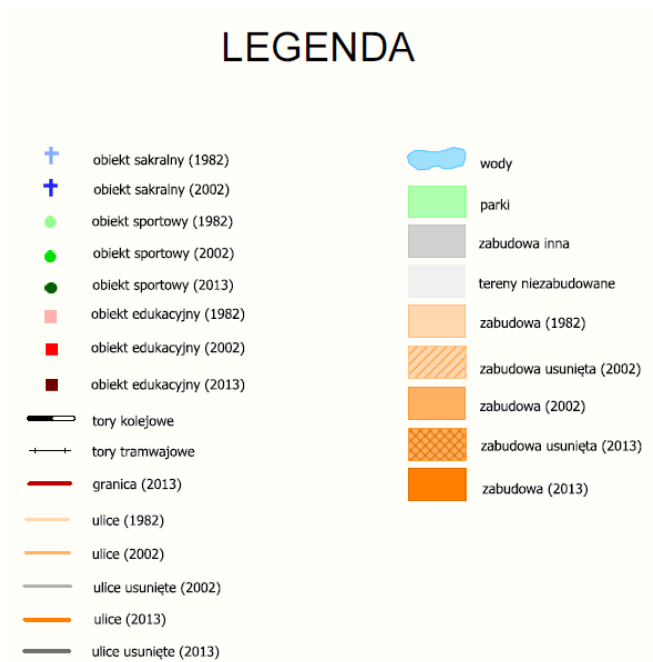 LEGENDA
obiekt sakralny (1982)
obiekt sakralny (2002)
obiekt sportowy (1982)
obiekt sportowy (2002)
obiekt sportowy (2013)
obiekt edukacyjny (1982)
obiekt edukacyjny (2002)
obiekt edukacyjny (2013)
tory kolejowe
tory tramwajowe
granica (2013)
ulice (1982)
ulice (2002)
ulice usunięte (2002)
ulice (2013)
ulice usunięte (2013)
wody
parki
zabudowa inna
tereny niezabudowane
zabudowa (1982)
zabudowa usunięta (2002)
zabudowa (2002)
zabudowa usunięta (2013)
zabudowa (2013)